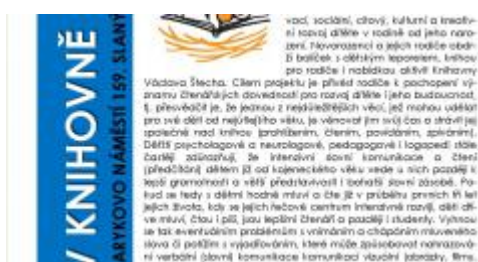 V KNIHOVNĚ
ARYKOVO NÁMĚSTÍ 159, SLANÝ
vací, sociální, citový, kulturní a kreativ-
ní rozvoj dítěte v rodině od jeho naro-
zení. Novorozenci a jejich rodiče obdr-
ží balíček s dětským leporelem, knihou
pro rodiče i nabídkou aktivit Knihovny
Václava Štecha. Cílem projektu je přivést rodiče k pochopení vý-
znamu čtenářských dovedností pro rozvoj dítěte i jeho budoucnost,
tj. přesvědčit je, že jednou z nejdůležitějších věcí, jež mohou udělat
pro své děti od nejútlejšího věku, je věnovat jim svůj čas a strávit jej
společně nad knihou (prohlížením, čtením, povídáním, zpíváním).
Dětští psychologové a neurologové, pedagogové i logopedi stále
častěji zdůrazňují, že intenzivní slovní komunikace a čtení
(předčítání) dětem již od kojeneckého věku vede u nich později k
lepší gramotnosti a větší představivosti i bohatší slovní zásobě. Po-
kud se tedy s dětmi hodně mluví a čte již v průběhu prvních tří let
jejich života, kdy se jejich řečové centrum intenzivně rozvíjí, děti dří-
ve mluví, čtou i píší, jsou lepšími čtenáři a později i studenty. Vyhnou
se tak eventuálním problémům s vnímáním a chápáním mluveného
slova či potížím s vyjadřováním, které může způsobovat nahrazová-
ní verbální (slovní) komunikace komunikací vizuální (obrázky, filmy,